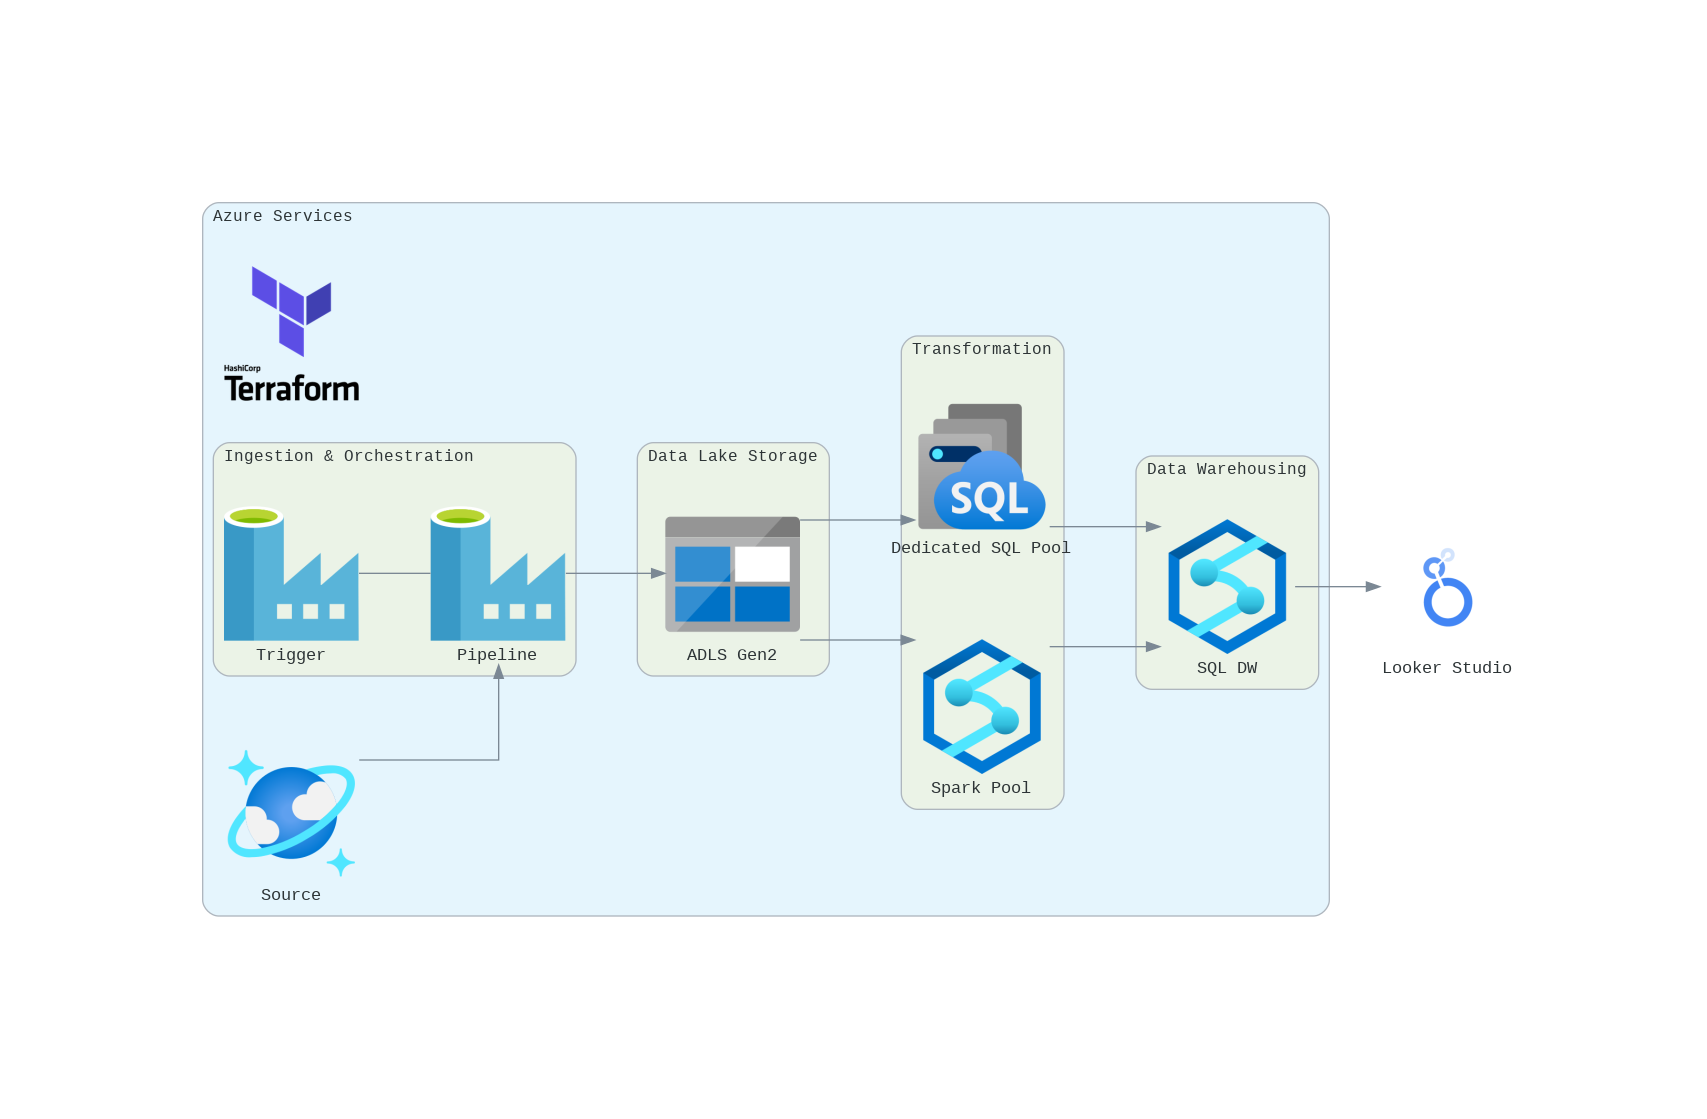 Azure Services
HashiCorp
Terraform
Ingestion & Orchestration
Trigger
Pipeline
Source
Data Lake Storage
ADLS Gen2
Transformation
SQL
Dedicated SQL Pool
Spark Pool
Data Warehousing
SQL DW
Looker Studio